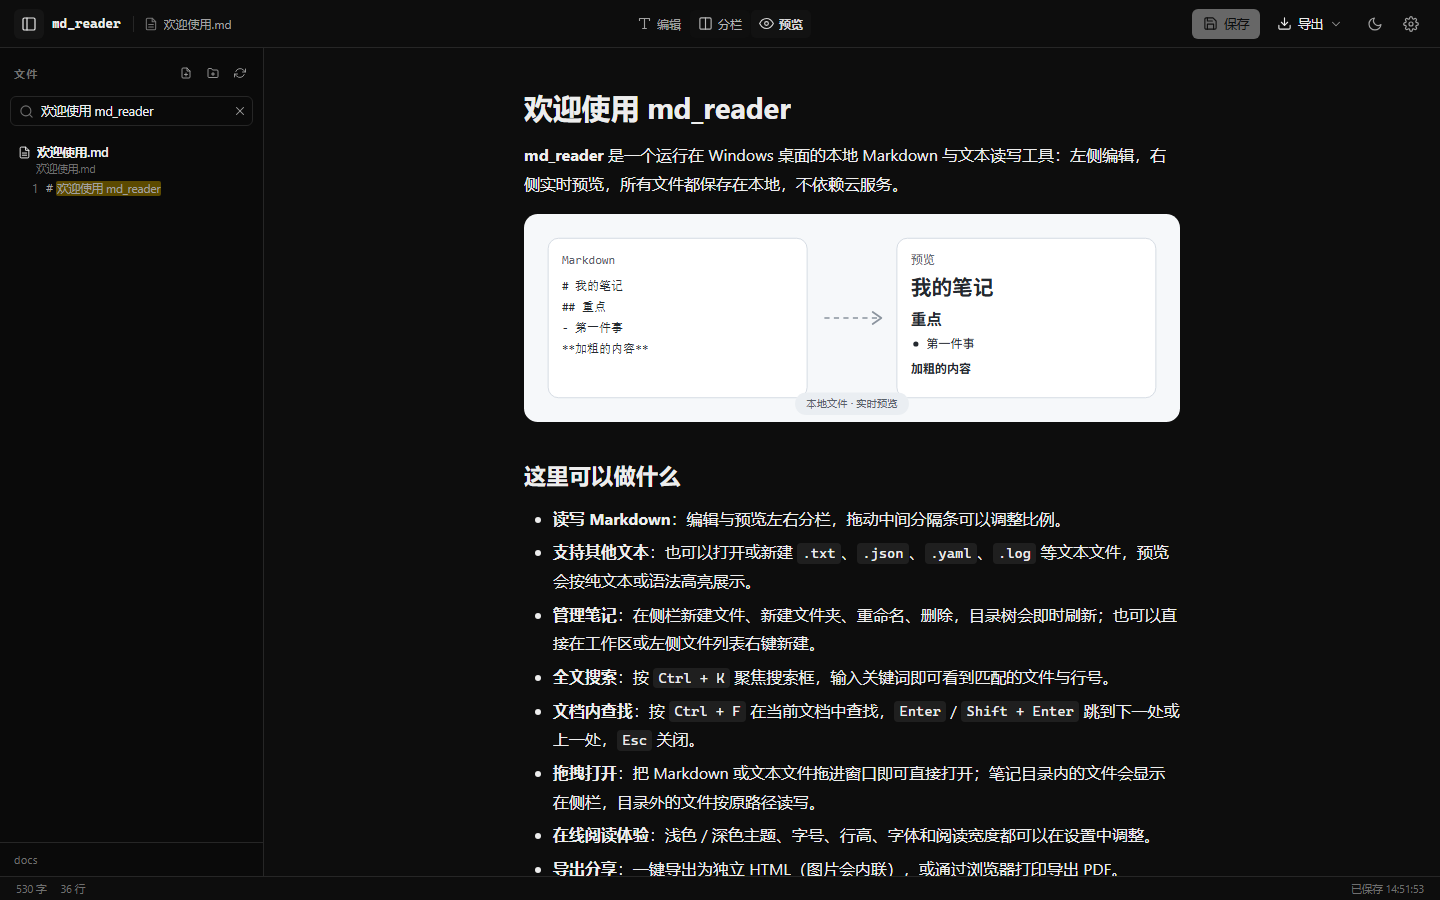 md_reader
欢迎使用.md
编辑
分栏
预览
保存
导出
文件
欢迎使用 md_reader
欢迎使用.md
欢迎使用.md
1 # 欢迎使用 md_reader
docs
欢迎使用 md_reader
md_reader 是一个运行在 Windows 桌面的本地 Markdown 与文本读写工具：左侧编辑，右
侧实时预览，所有文件都保存在本地，不依赖云服务。
Markdown
# 我的笔记
## 重点
- 第一件事
**加粗的内容**
预览
我的笔记
重点
• 第一件事
加粗的内容
本地文件 · 实时预览
这里可以做什么
• 读写 Markdown：编辑与预览左右分栏，拖动中间分隔条可以调整比例。
• 支持其他文本：也可以打开或新建 .txt、.json、.yaml、.log 等文本文件，预览
会按纯文本或语法高亮展示。
• 管理笔记：在侧栏新建文件、新建文件夹、重命名、删除，目录树会即时刷新；也可以直
接在工作区或左侧文件列表右键新建。
• 全文搜索：按 Ctrl + K 聚焦搜索框，输入关键词即可看到匹配的文件与行号。
• 文档内查找：按 Ctrl + F 在当前文档中查找，Enter / Shift + Enter 跳到下一处或
上一处，Esc 关闭。
• 拖拽打开：把 Markdown 或文本文件拖进窗口即可直接打开；笔记目录内的文件会显示
在侧栏，目录外的文件按原路径读写。
• 在线阅读体验：浅色 / 深色主题、字号、行高、字体和阅读宽度都可以在设置中调整。
• 导出分享：一键导出为独立 HTML（图片会内联），或通过浏览器打印导出 PDF。
530 字
36 行
已保存 14:51:53